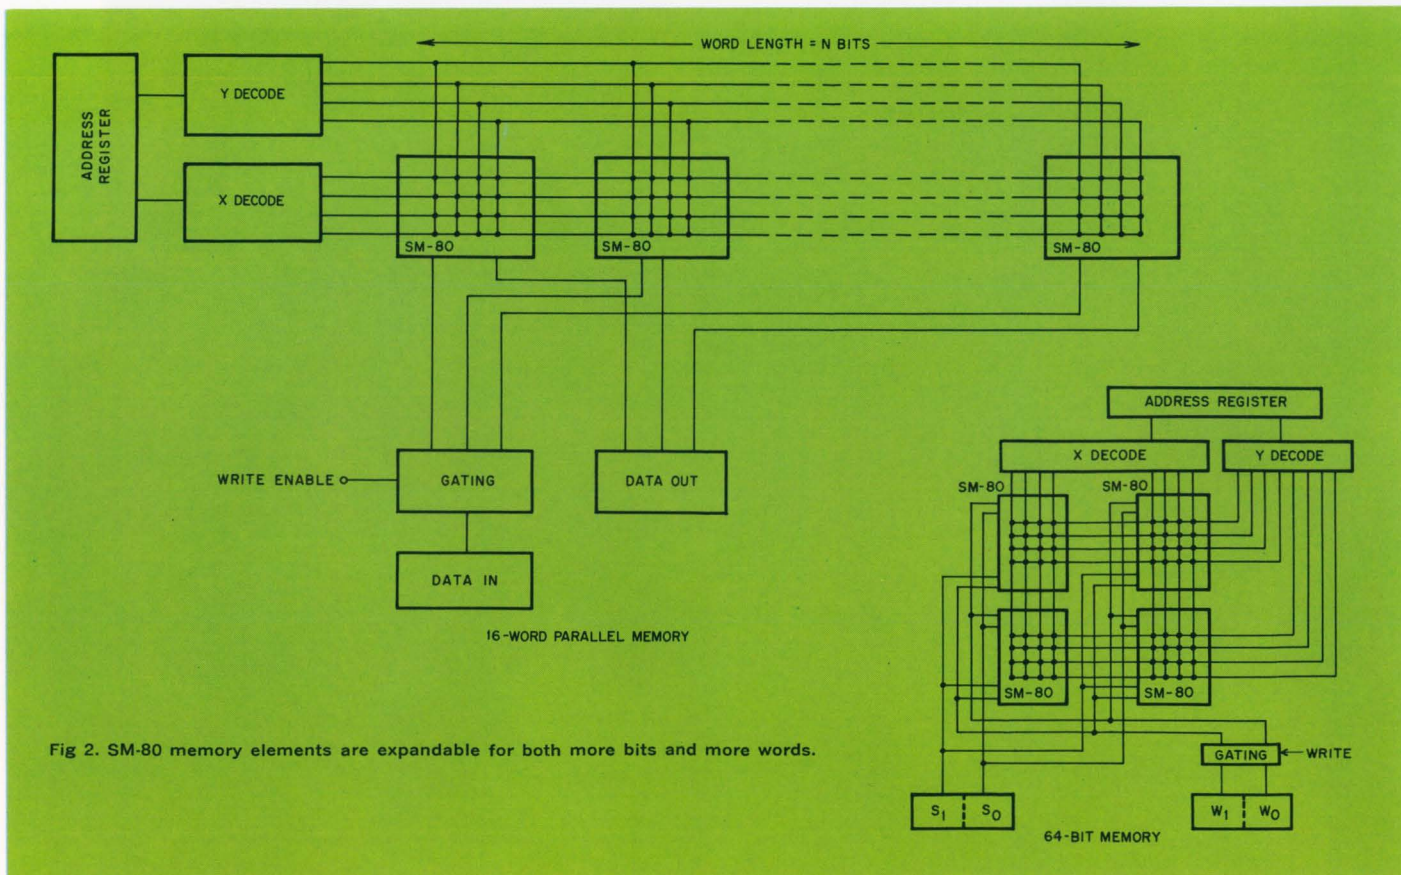 WORD LENGTH = N BITS
ADDRESS
REGISTER
Y DECODE
X DECODE
SM-80
SM-80
SM-80
WRITE ENABLE
GATING
DATA OUT
DATA IN
16-WORD PARALLEL MEMORY
ADDRESS REGISTER
X DECODE
Y DECODE
SM-80
SM-80
SM-80
SM-80
GATING
WRITE
S1
S0
W1
W0
64-BIT MEMORY
Fig 2. SM-80 memory elements are expandable for both more bits and more words.